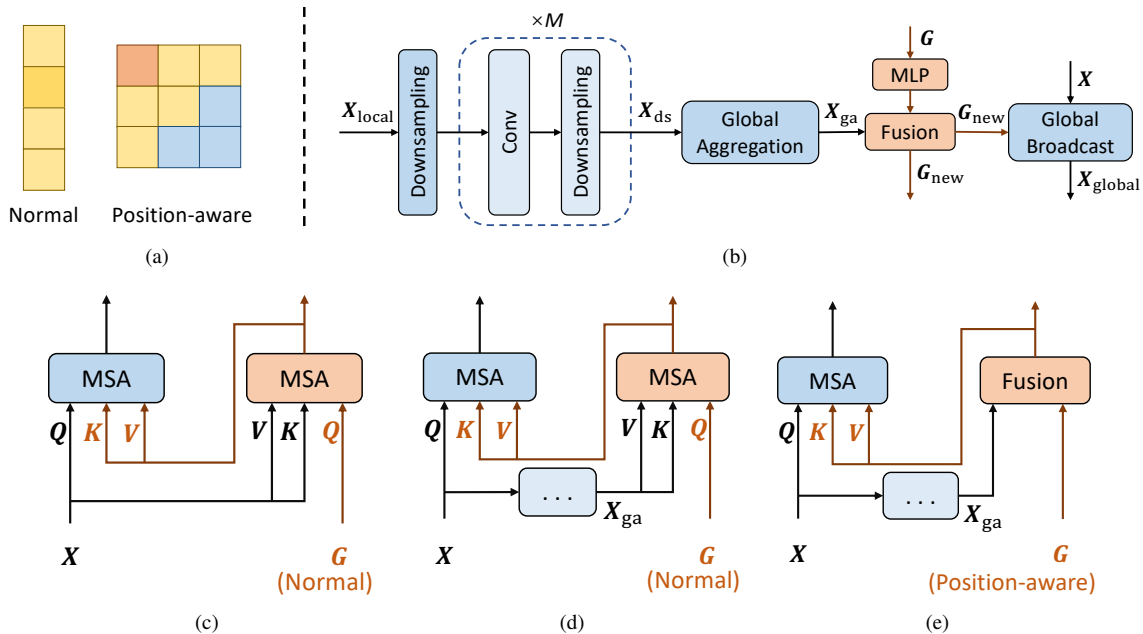 Normal
Position-aware
(a)
×M
X_local
Downsampling
Conv
Downsampling
X_ds
Global
Aggregation
X_ga
G
MLP
Fusion
G_new
G_new
X
Global
Broadcast
X_global
(b)
MSA
MSA
Q K V V K Q
X G
(Normal)
(c)
MSA
MSA
Q K V V K Q
. . .
X_ga
X G
(Normal)
(d)
MSA
Fusion
Q K V
. . .
X_ga
X G
(Position-aware)
(e)